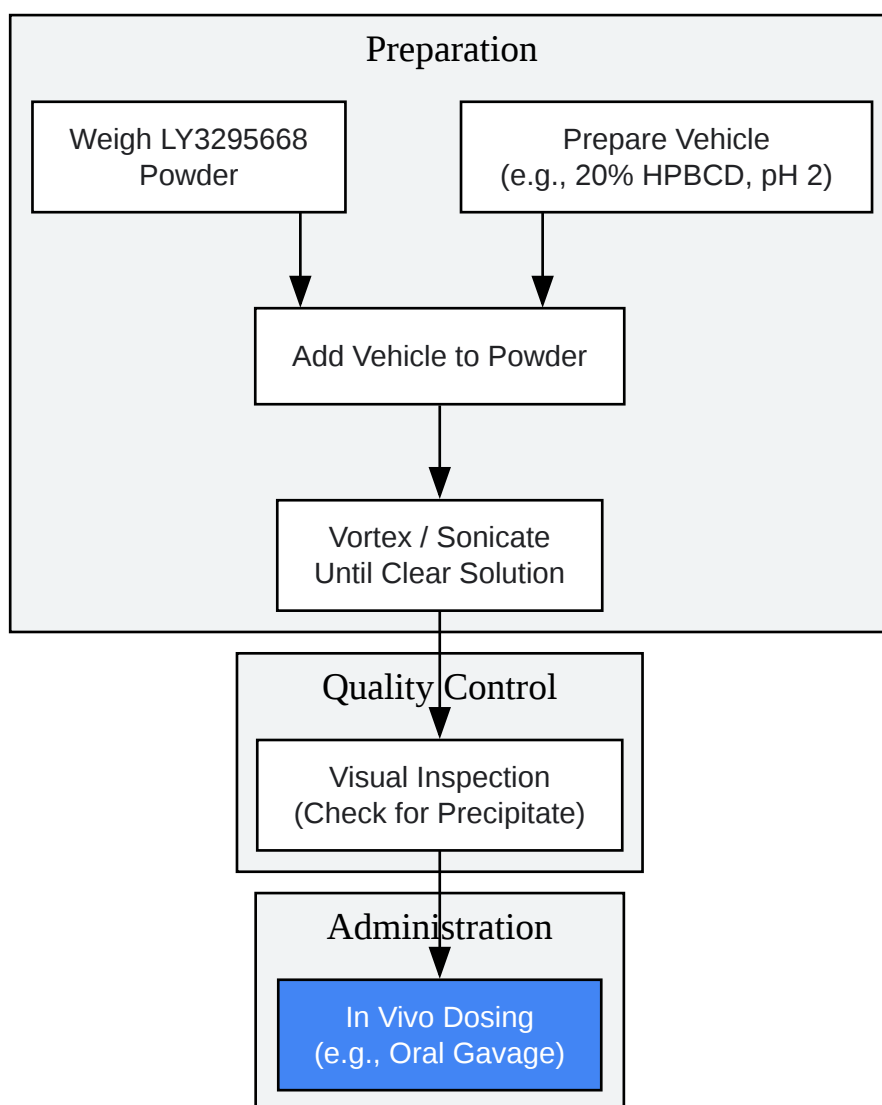 Preparation
Weigh LY3295668
Powder
Prepare Vehicle
(e.g., 20% HPBCD, pH 2)
Add Vehicle to Powder
Vortex / Sonicate
Until Clear Solution
Quality Control
Visual Inspection
(Check for Precipitate)
Administration
In Vivo Dosing
(e.g., Oral Gavage)